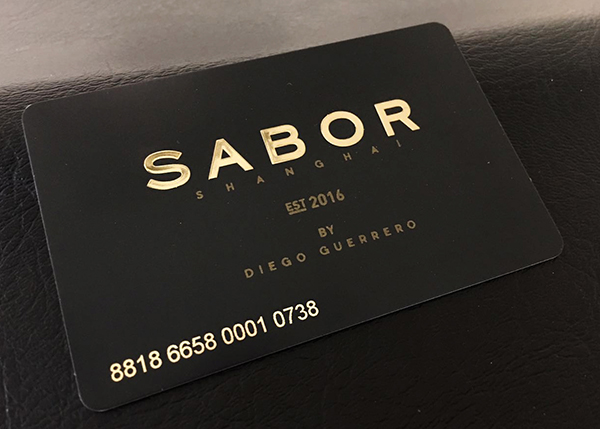 SABOR
SHANGHAI
EST 2016
BY
DIEGO GUERRERO
8818 6658 0001 0738